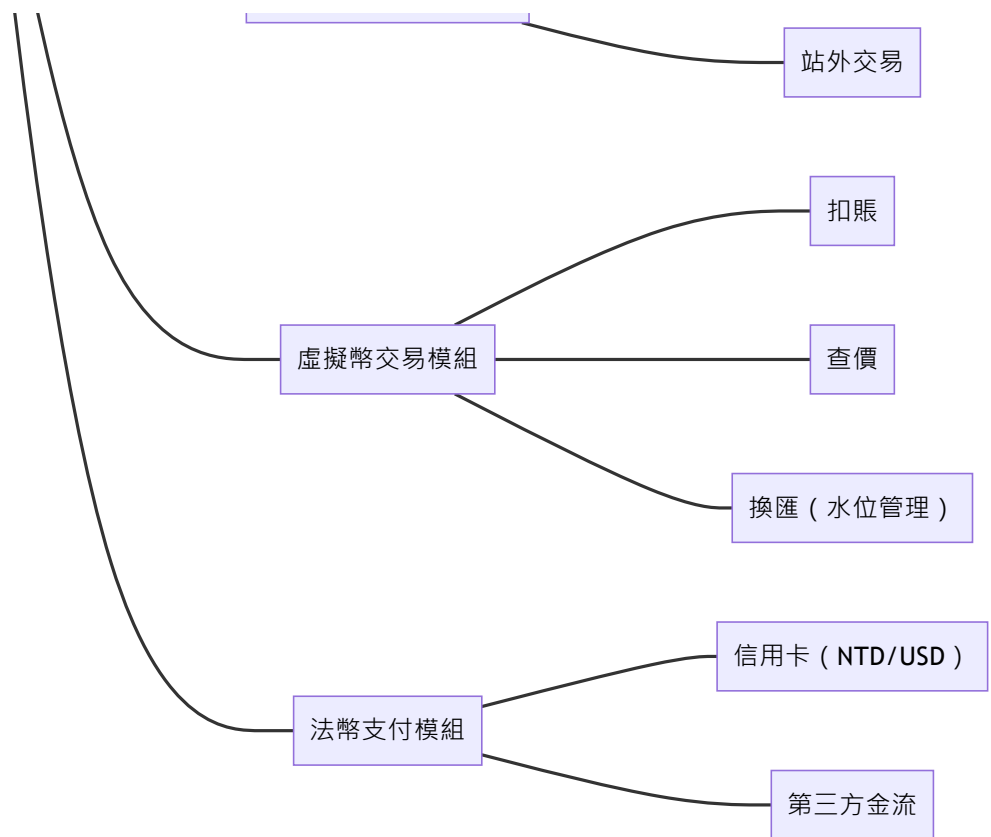 站外交易
扣賬
虛擬幣交易模組
查價
換匯（水位管理）
信用卡（NTD/USD）
法幣支付模組
第三方金流